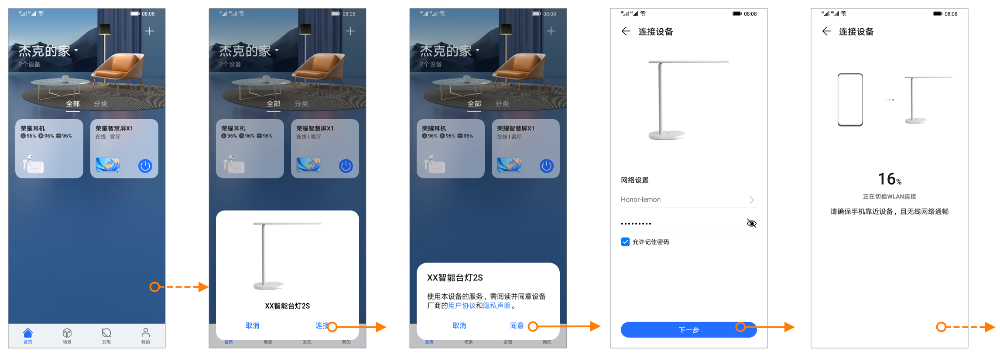 4G 4G 08:08
杰克的家
2个设备
全部 分类
荣耀耳机
L 96% R 96% 96%
荣耀智慧屏X1
在线 | 客厅
首页 场景 发现 我的
4G 4G 08:08
杰克的家
2个设备
全部 分类
荣耀耳机
L 96% R 96% 96%
荣耀智慧屏X1
在线 | 客厅
XX智能台灯2S
取消 连接
首页 场景 发现 我的
4G 4G 08:08
杰克的家
2个设备
全部 分类
荣耀耳机
L 96% R 96% 96%
荣耀智慧屏X1
在线 | 客厅
XX智能台灯2S
使用本设备的服务，需阅读并同意设备
厂商的用户协议和隐私声明。
取消 同意
首页 场景 发现 我的
4G 4G 08:08
连接设备
网络设置
Honor-lemon
•••••••••
允许记住密码
下一步
4G 4G 08:08
连接设备
16%
正在切换WLAN连接
请确保手机靠近设备，且无线网络通畅